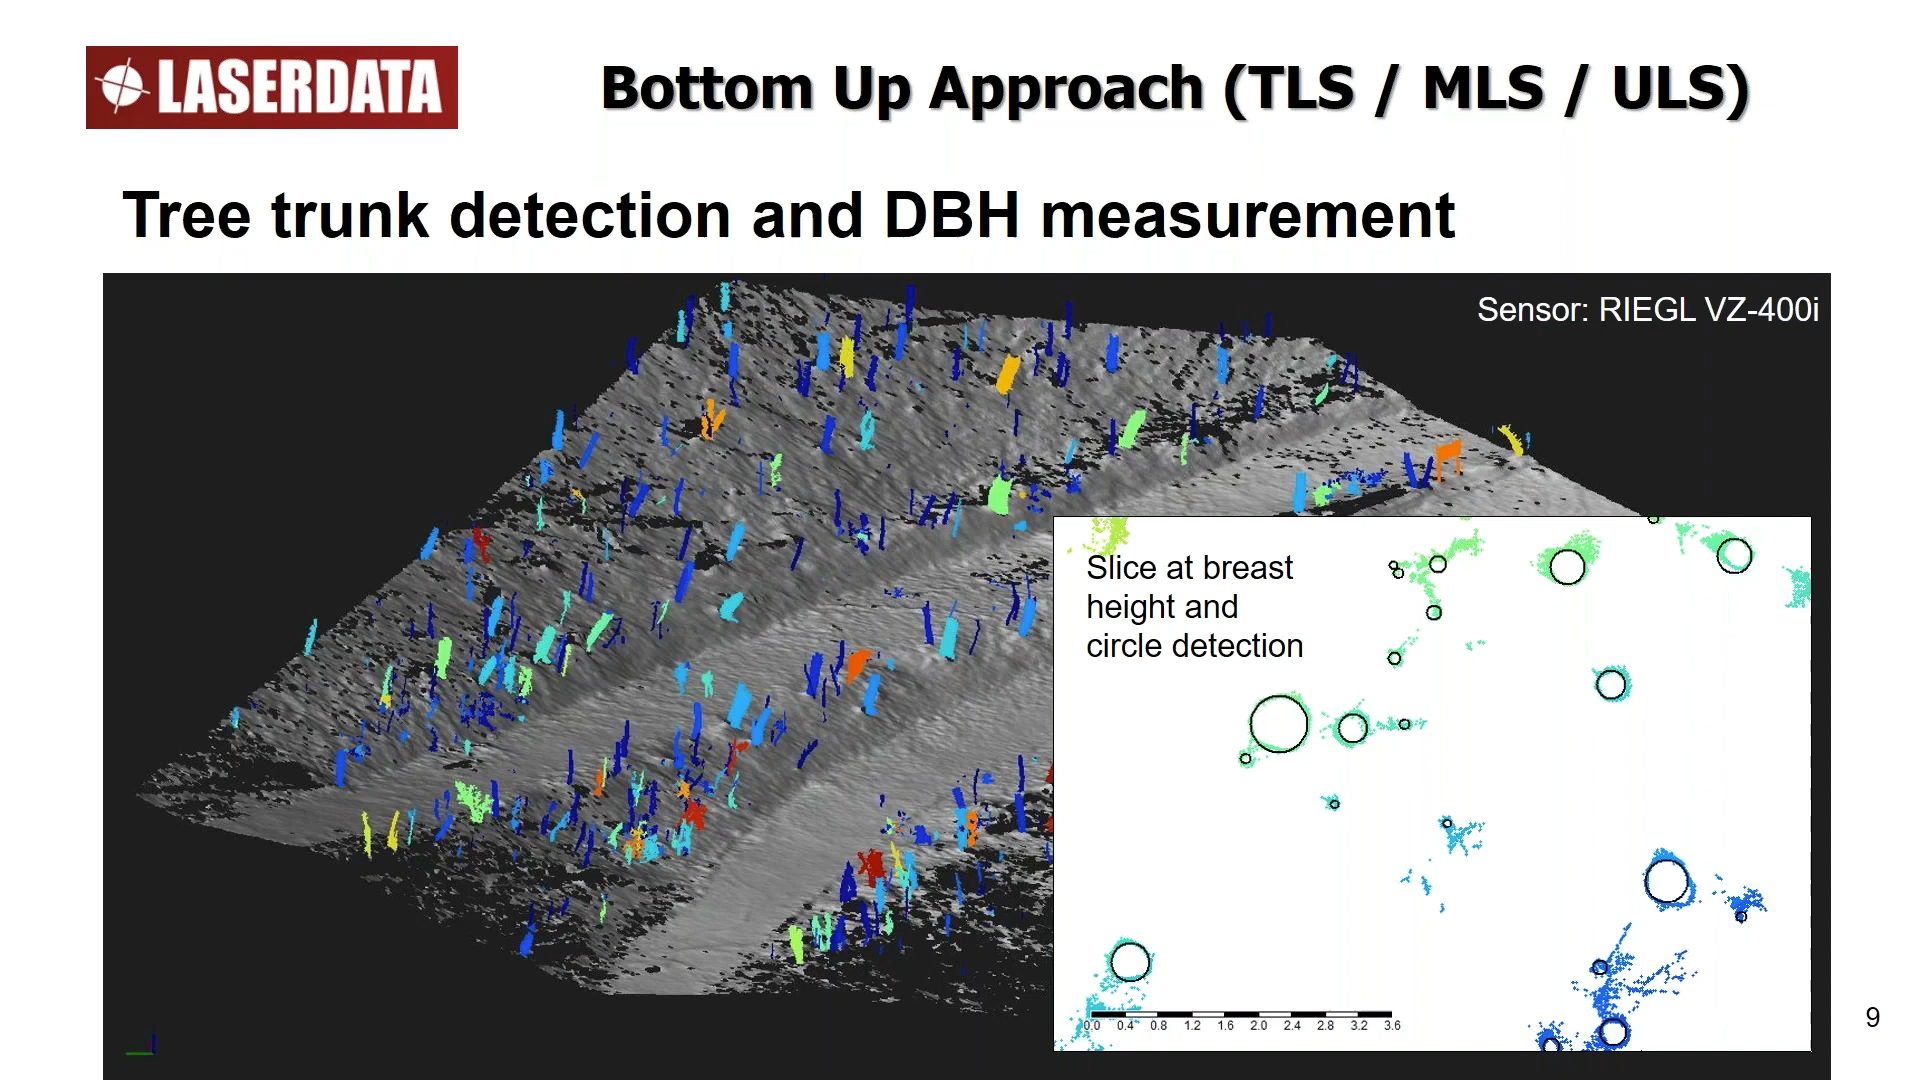 LASERDATA
Bottom Up Approach (TLS / MLS / ULS)
Tree trunk detection and DBH measurement
Sensor: RIEGL VZ-400i
Slice at breast
height and
circle detection
0.0 0.4 0.8 1.2 1.6 2.0 2.4 2.8 3.2 3.6
9